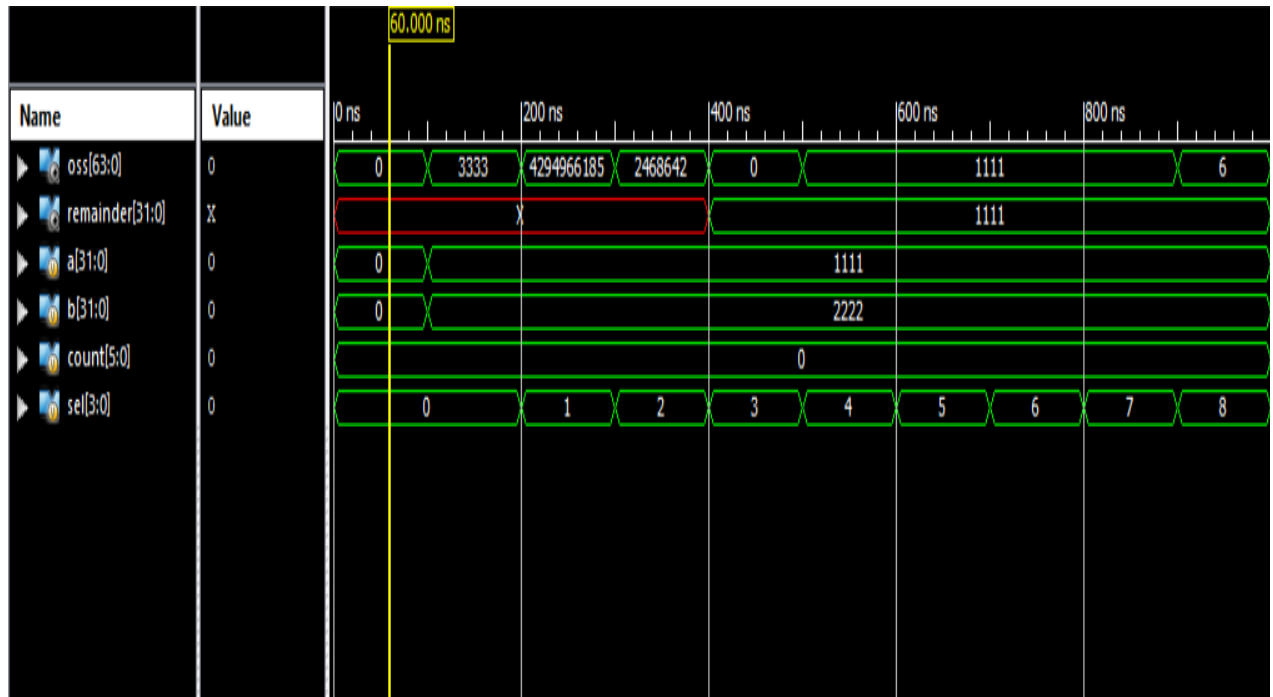 60.000 ns
Name Value 0 ns 200 ns 400 ns 600 ns 800 ns
oss[63:0] 0 0 3333 4294966185 2468642 0 1111 6
remainder[31:0] X X 1111
a[31:0] 0 0 1111
b[31:0] 0 0 2222
count[5:0] 0 0
sel[3:0] 0 0 1 2 3 4 5 6 7 8